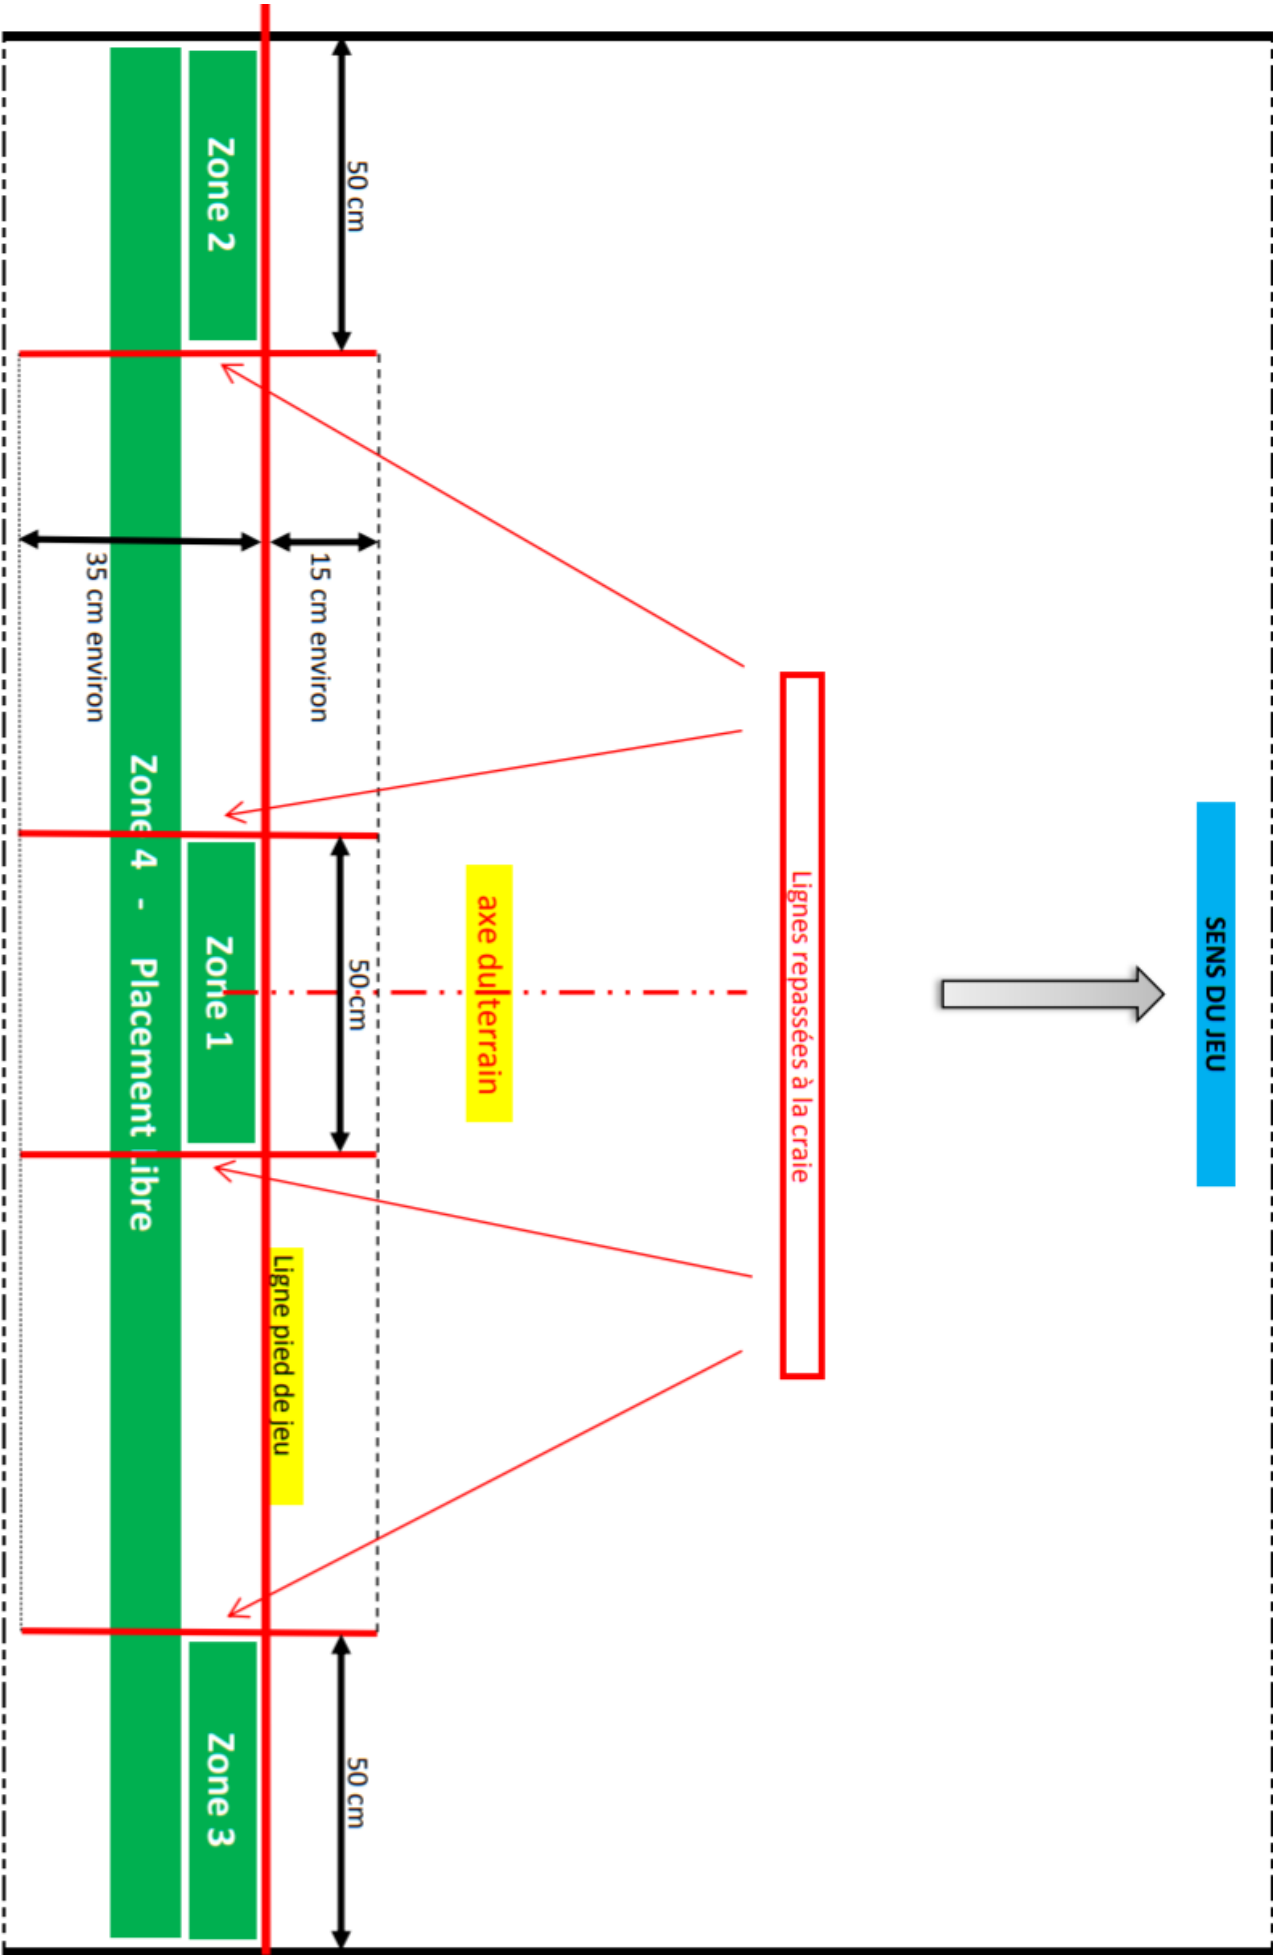 SENS DU JEU
Lignes repassées à la craie
axe du terrain
50 cm
50 cm
50 cm
15 cm environ
Ligne pied de jeu
Zone 2
Zone 1
Zone 3
Zone 4 - Placement Libre
35 cm environ